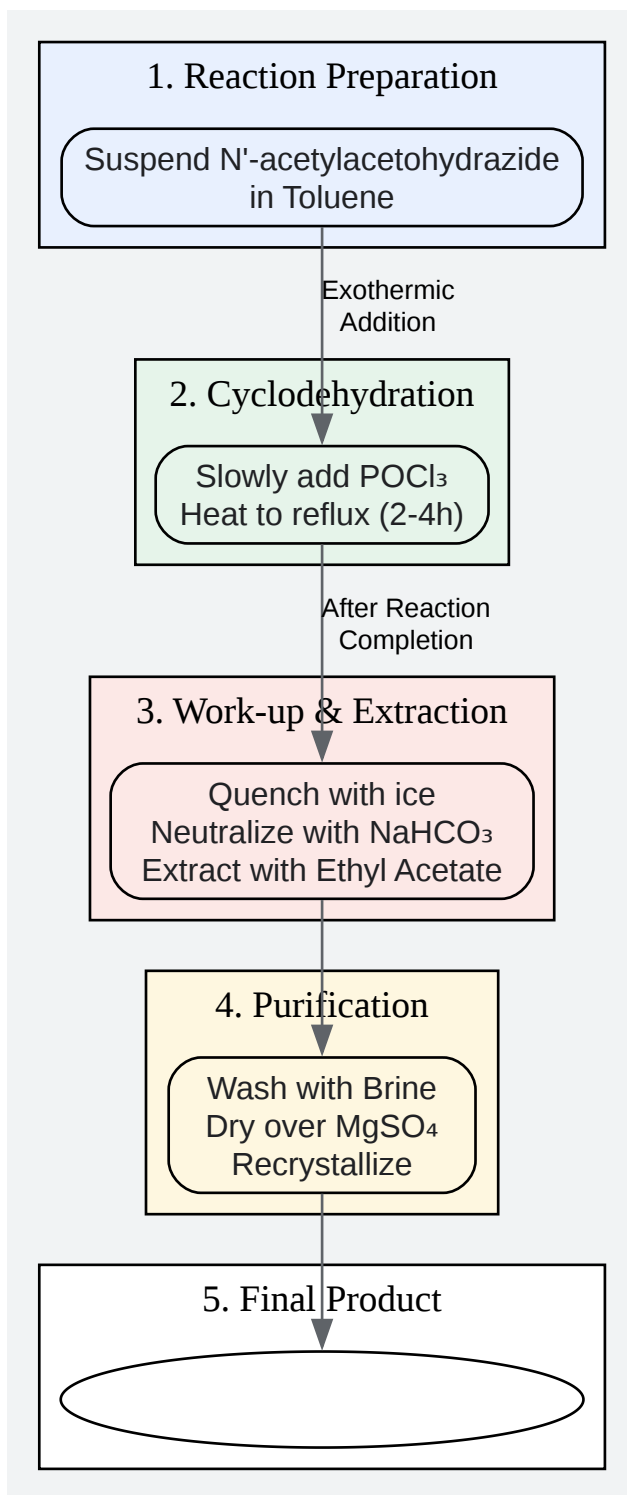 1. Reaction Preparation
Suspend N'-acetylacetohydrazide
in Toluene
Exothermic
Addition
2. Cyclodehydration
Slowly add POCl₃
Heat to reflux (2-4h)
After Reaction
Completion
3. Work-up & Extraction
Quench with ice
Neutralize with NaHCO₃
Extract with Ethyl Acetate
4. Purification
Wash with Brine
Dry over MgSO₄
Recrystallize
5. Final Product